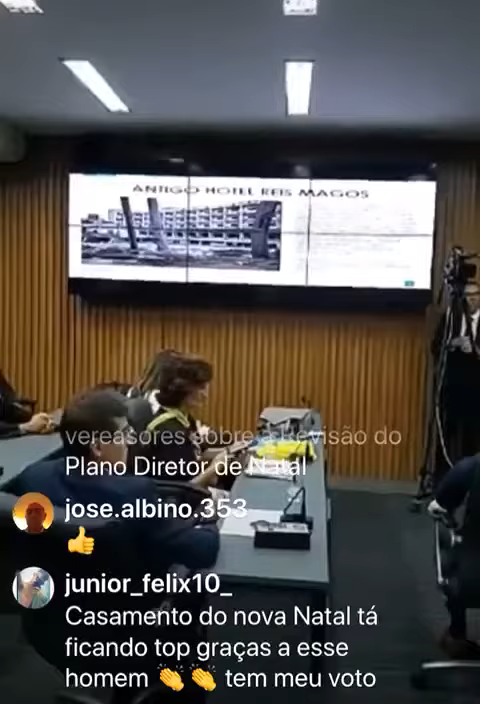 ANTIGO HOTEL REIS MAGOS
vereasores sobre a Revisão do
Plano Diretor de Natal
jose.albino.353
👍
junior_felix10_
Casamento do nova Natal tá
ficando top graças a esse
homem 👏👏 tem meu voto